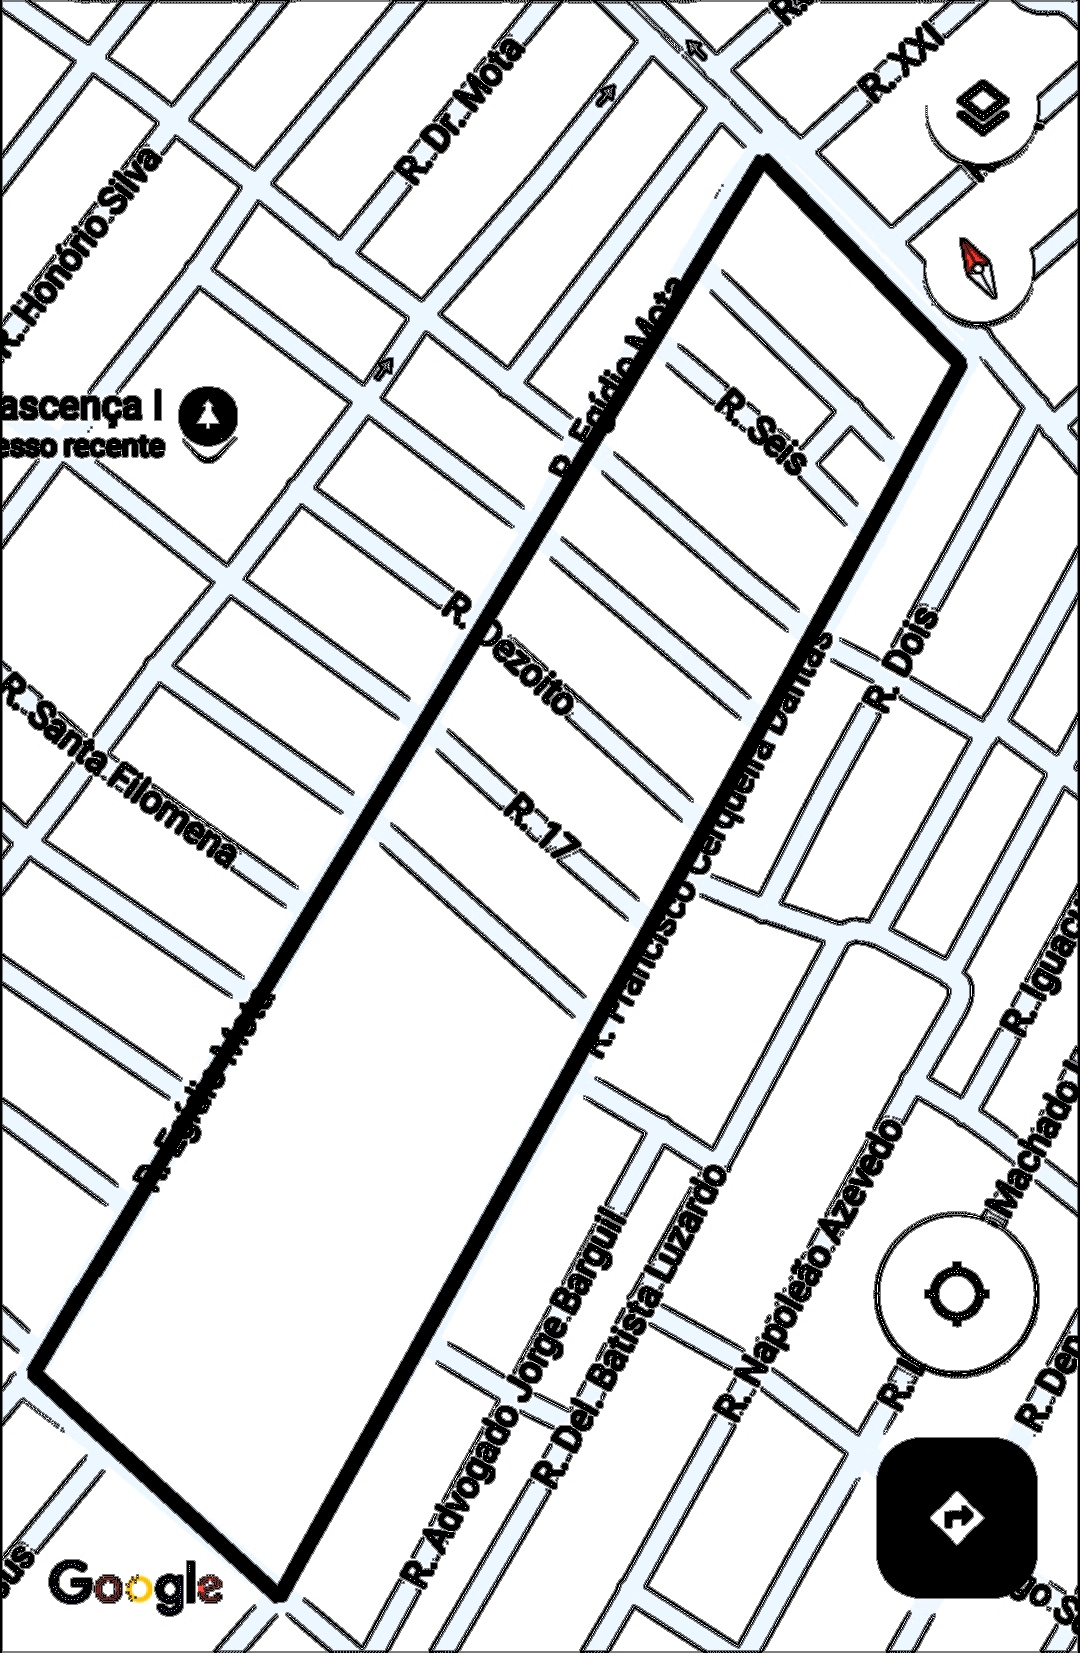 R. XXI
R. Dr. Mota
R. Honório Silva
R. Egídio Mota
ascença I
esso recente
R. Seis
R. Dezoito
R. Dois
R. Santa Filomena
R. 17
R. Francisco Cerqueira Dantas
R. Iguaçu
R. Egídio Mota
Machado
R. Advogado Jorge Barguil
R. Del. Batista Luzardo
R. Napoleão Azevedo
R. Dep
Google